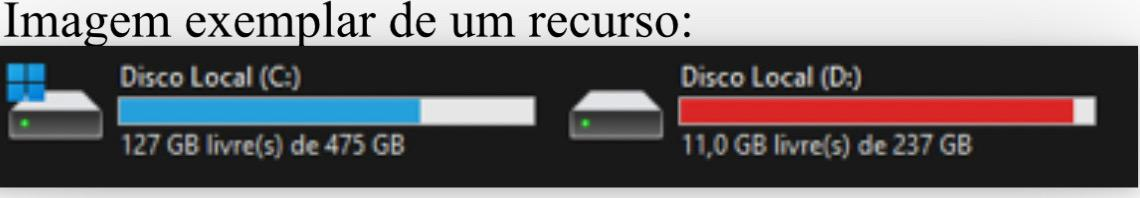 Imagem exemplar de um recurso:
Disco Local (C:)
127 GB livre(s) de 475 GB
Disco Local (D:)
11,0 GB livre(s) de 237 GB